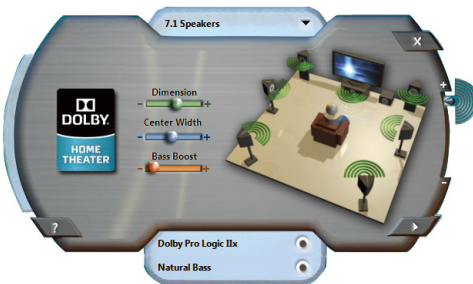 7.1 Speakers
X
Dimension
- +
Center Width
- +
Bass Boost
- +
DOLBY
HOME
THEATER
+
-
?
Dolby Pro Logic IIx
Natural Bass